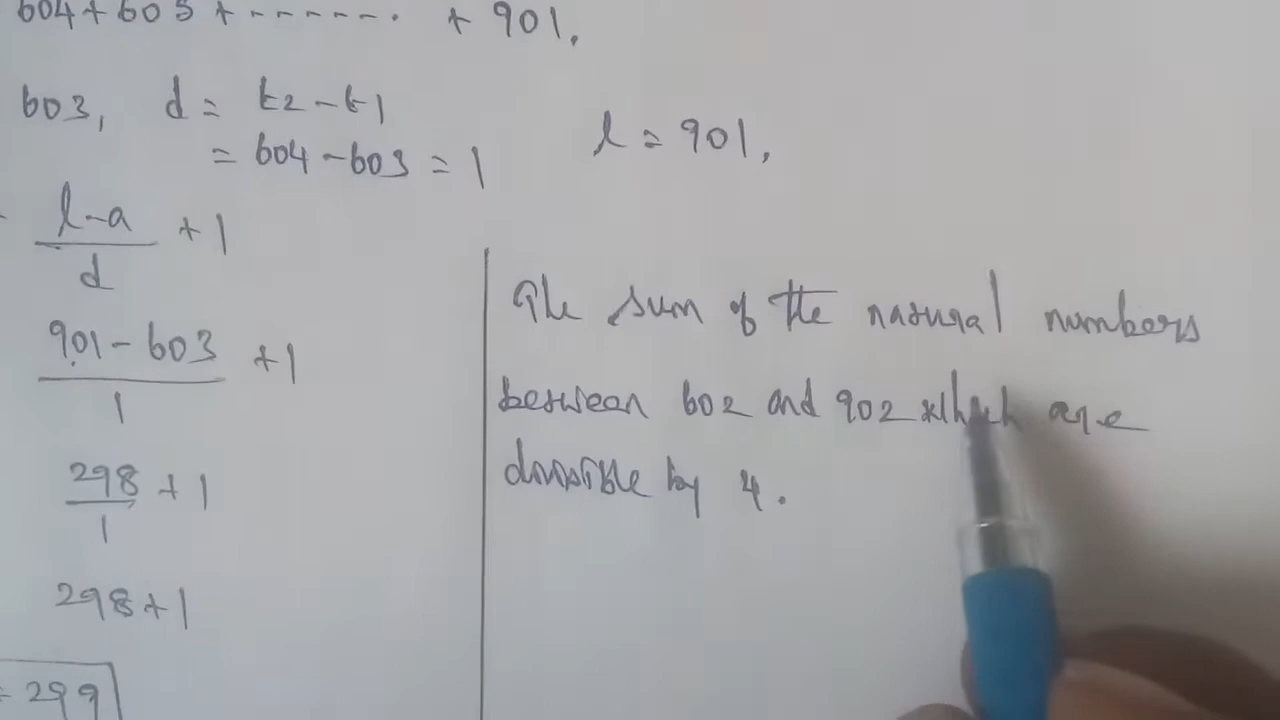 604+605+-------. + 901.
603, d = t2-t1
= 604-603 = 1
l = 901.
l-a/d +1
901-603/1 +1
298/1 +1
298+1
= 299
The sum of the natural numbers
between 602 and 902 which are
divisible by 4.